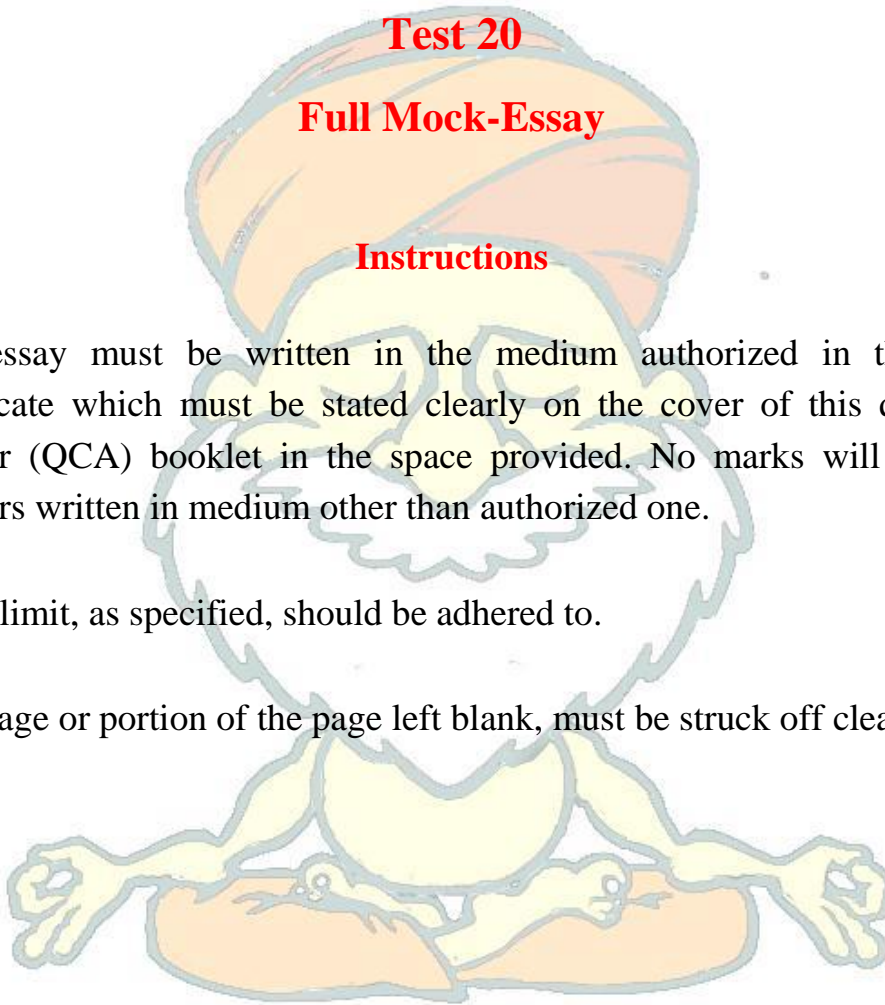 Test 20
Full Mock-Essay
Instructions
essay must be written in the medium authorized in th
cate which must be stated clearly on the cover of this
r (QCA) booklet in the space provided. No marks will
rs written in medium other than authorized one.
limit, as specified, should be adhered to.
age or portion of the page left blank, must be struck off clea